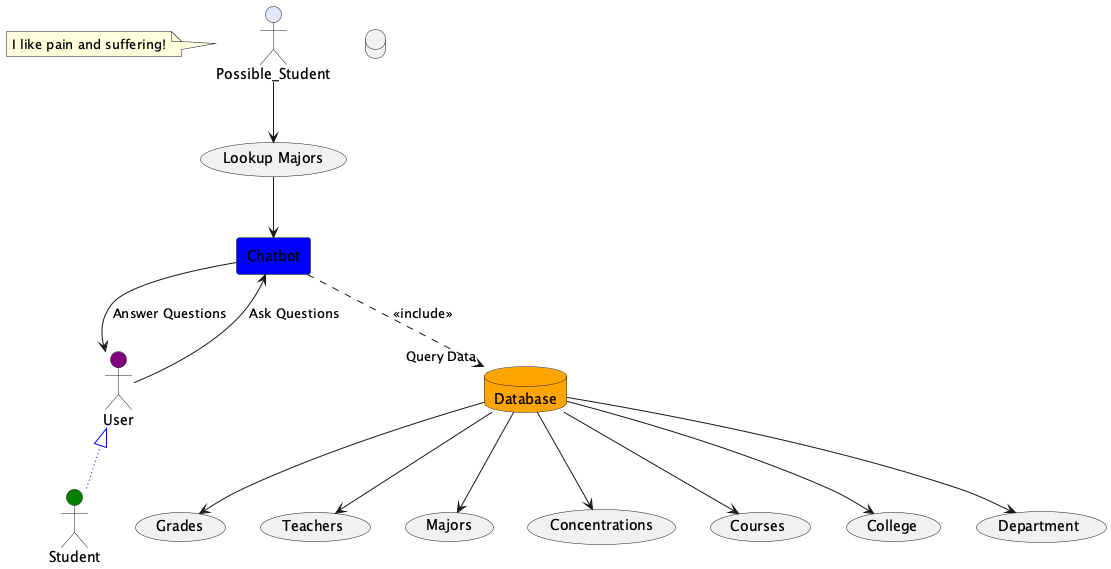 I like pain and suffering!
Possible_Student
Lookup Majors
Chatbot
Answer Questions
Ask Questions
«include»
Query Data
User
Database
Student
Grades
Teachers
Majors
Concentrations
Courses
College
Department